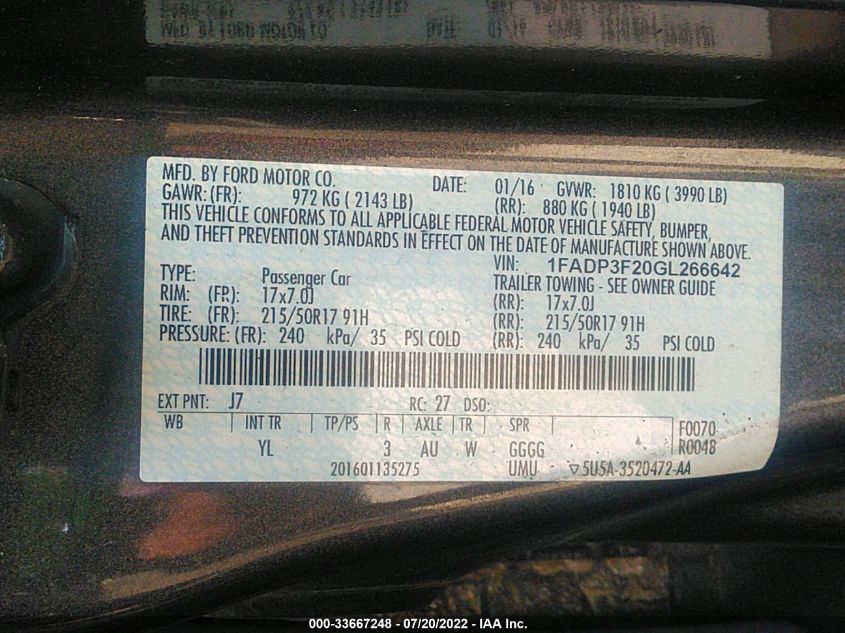 MFD. BY FORD MOTOR CO. DATE: 01/16 GVWR: 1810 KG ( 3990 LB)
GAWR:(FR): 972 KG ( 2143 LB) (RR): 880 KG ( 1940 LB)
THIS VEHICLE CONFORMS TO ALL APPLICABLE FEDERAL MOTOR VEHICLE SAFETY, BUMPER,
AND THEFT PREVENTION STANDARDS IN EFFECT ON THE DATE OF MANUFACTURE SHOWN ABOVE.
VIN: 1FADP3F20GL266642
TYPE: Passenger Car TRAILER TOWING - SEE OWNER GUIDE
RIM: (FR): 17x7.0J (RR): 17x7.0J
TIRE: (FR): 215/50R17 91H (RR): 215/50R17 91H
PRESSURE: (FR): 240 kPa/ 35 PSI COLD (RR): 240 kPa/ 35 PSI COLD
EXT PNT: J7 RC: 27 DSO:
WB INT TR TP/PS R AXLE TR SPR F0070
YL 3 AU W GGGG R0048
201601135275 UMU ▽5U5A-3520472-AA
000-33667248 - 07/20/2022 - IAA Inc.